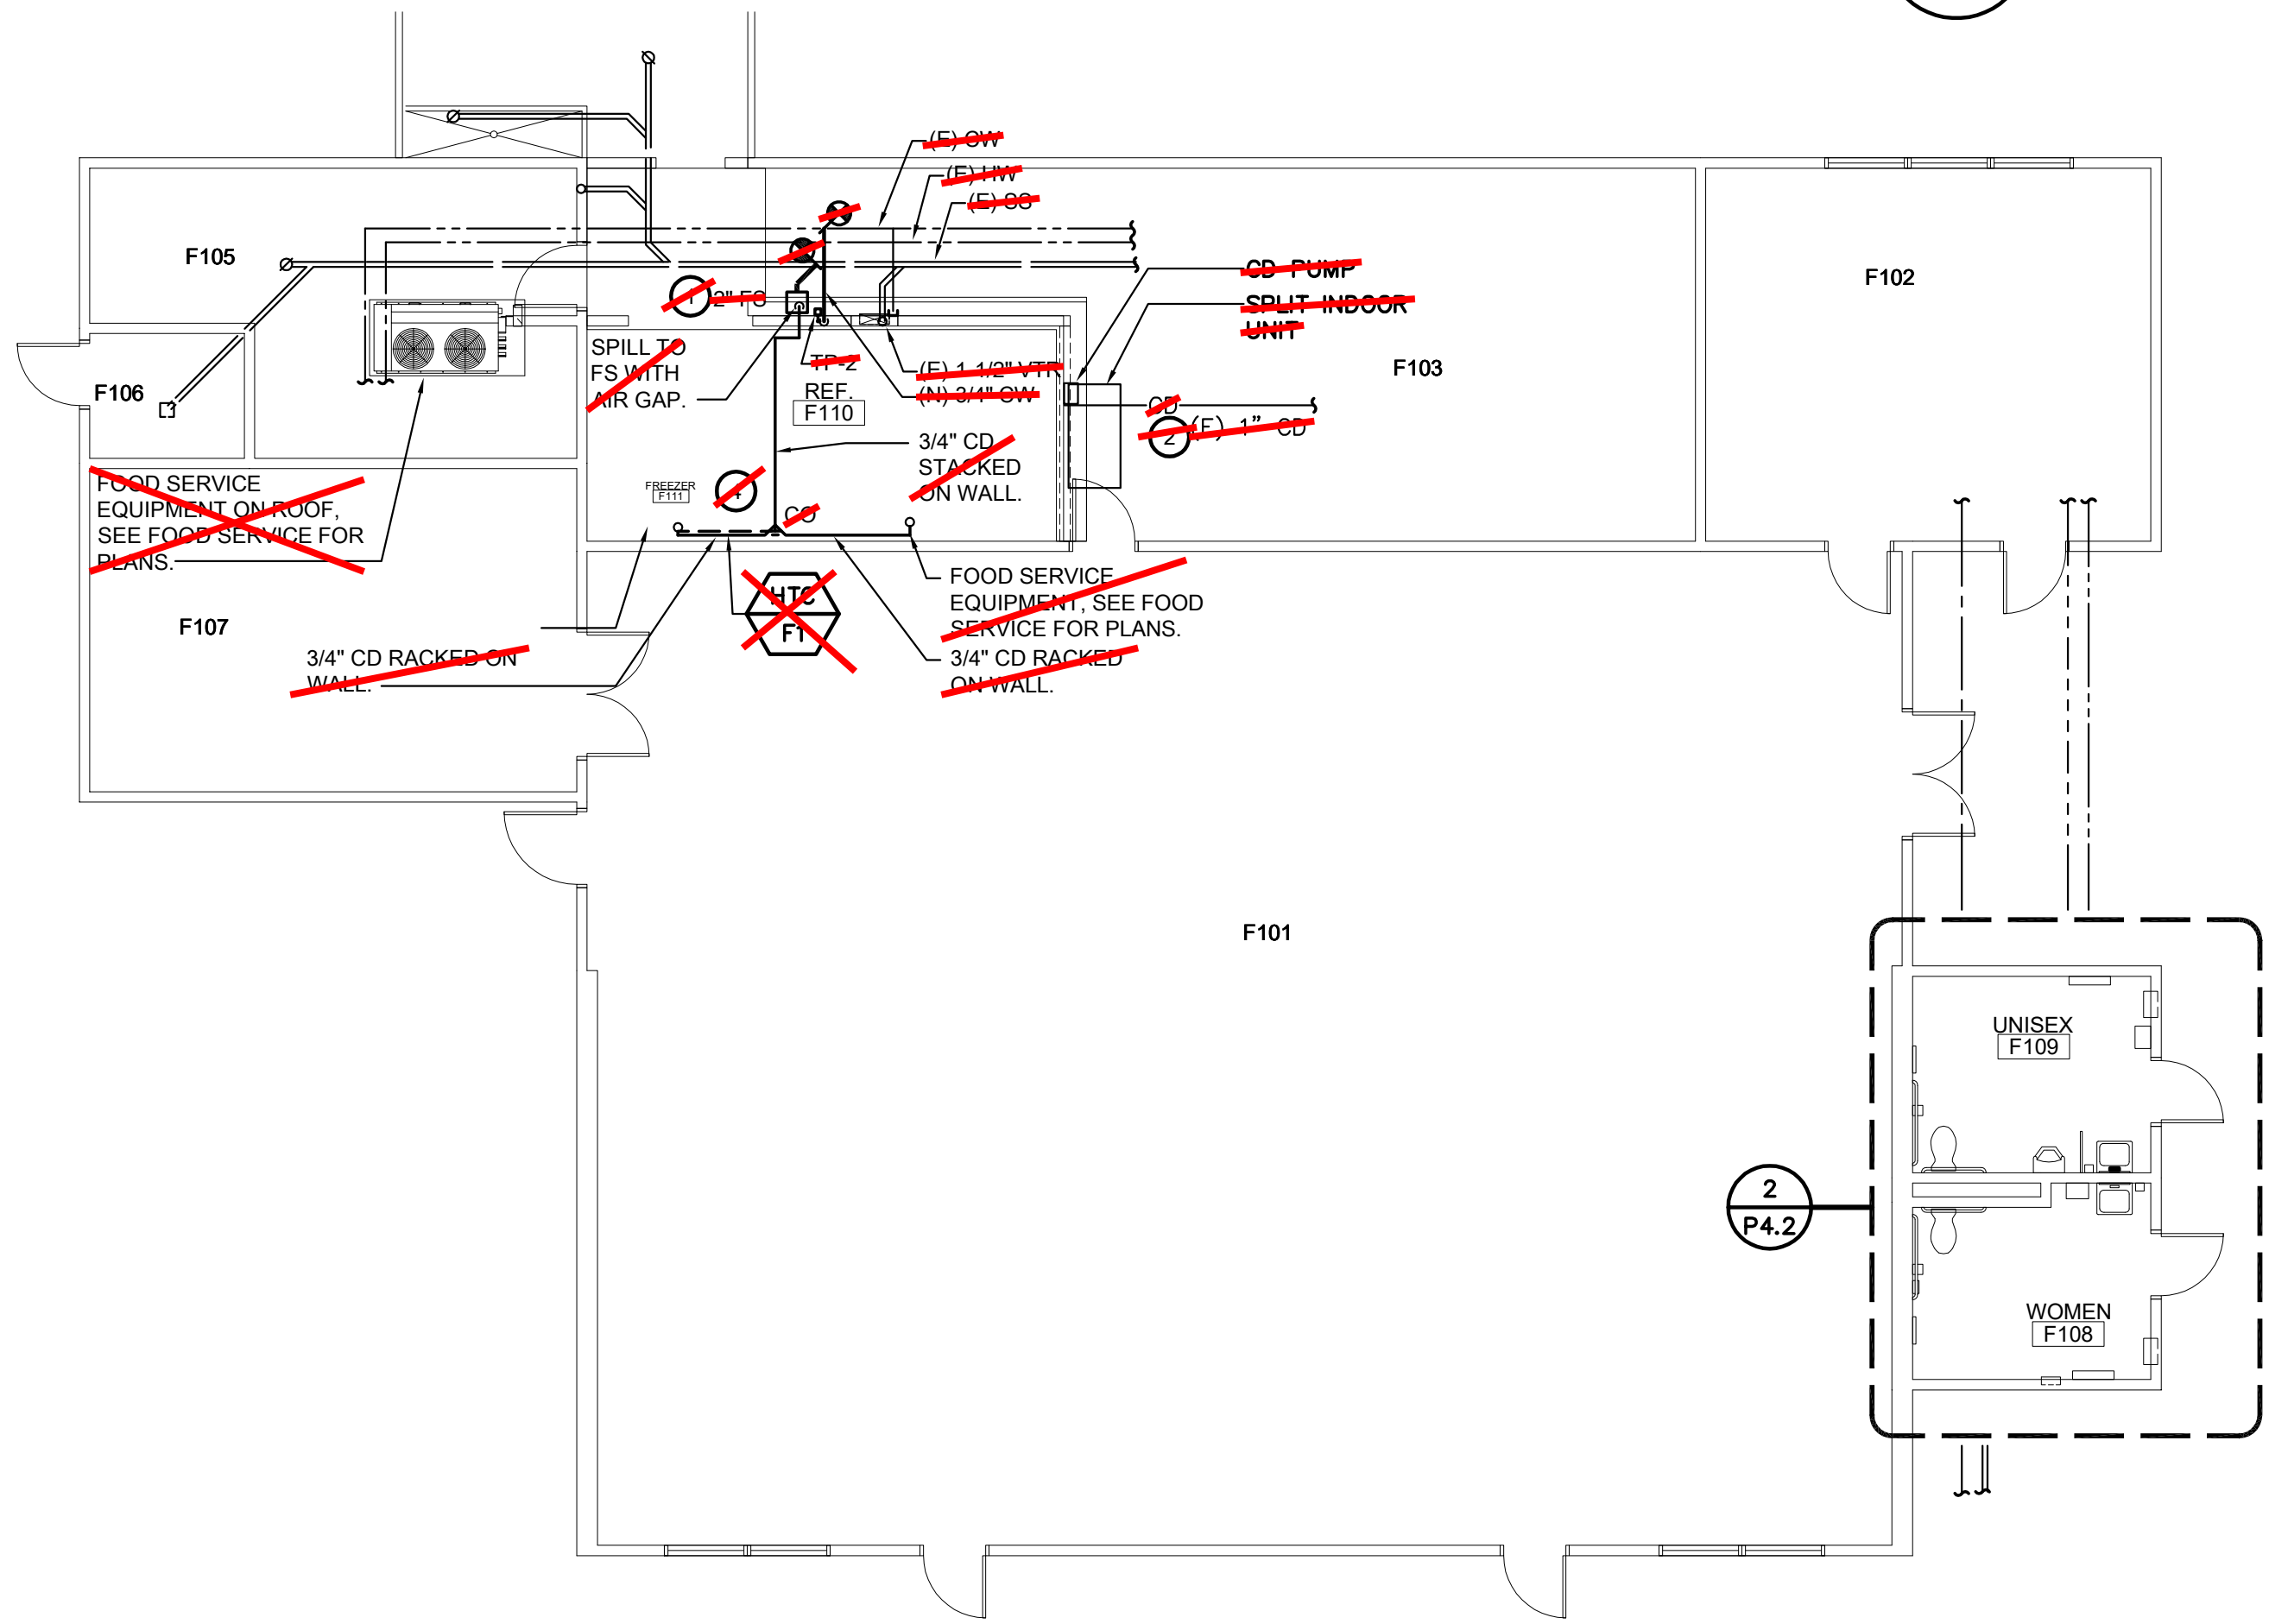 (E) CW
(E) HW
(E) SS
F105
F102
CD PUMP
1
2" FS
SPLIT INDOOR
UNIT
SPILL TO
FS WITH
AIR GAP.
TP-2
(E) 1 1/2" VTR
(N) 3/4" CW
REF.
F110
F103
F106
CD
2
(E) 1" CD
3/4" CD
STACKED
ON WALL.
FREEZER
F111
4
CO
FOOD SERVICE
EQUIPMENT ON ROOF,
SEE FOOD SERVICE FOR
PLANS.
HTC
F1
FOOD SERVICE
EQUIPMENT, SEE FOOD
SERVICE FOR PLANS.
F107
3/4" CD RACKED ON
WALL.
3/4" CD RACKED
ON WALL.
F101
UNISEX
F109
2
P4.2
WOMEN
F108